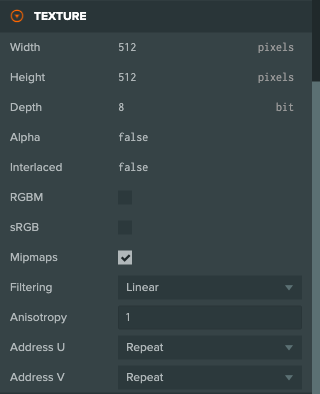 TEXTURE
Width 512 pixels
Height 512 pixels
Depth 8 bit
Alpha false
Interlaced false
RGBM
sRGB
Mipmaps
Filtering Linear
Anisotropy 1
Address U Repeat
Address V Repeat